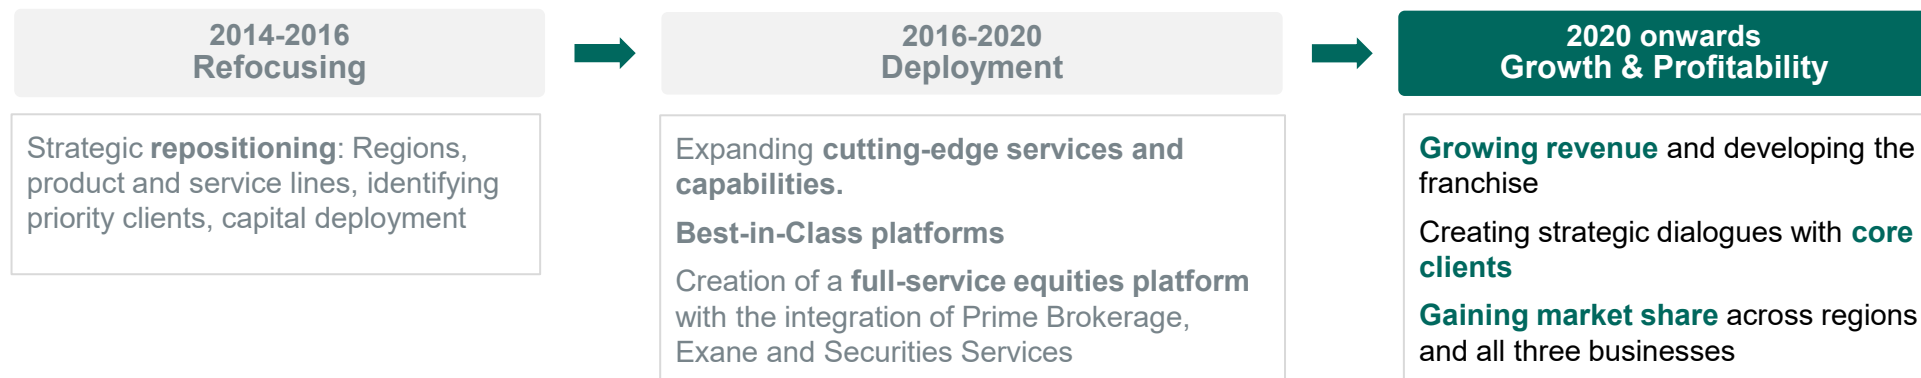 2014-2016
Refocusing
Strategic repositioning: Regions,
product and service lines, identifying
priority clients, capital deployment
2016-2020
Deployment
Expanding cutting-edge services and
capabilities.
Best-in-Class platforms
Creation of a full-service equities platform
with the integration of Prime Brokerage,
Exane and Securities Services
2020 onwards
Growth & Profitability
Growing revenue and developing the
franchise
Creating strategic dialogues with core
clients
Gaining market share across regions
and all three businesses